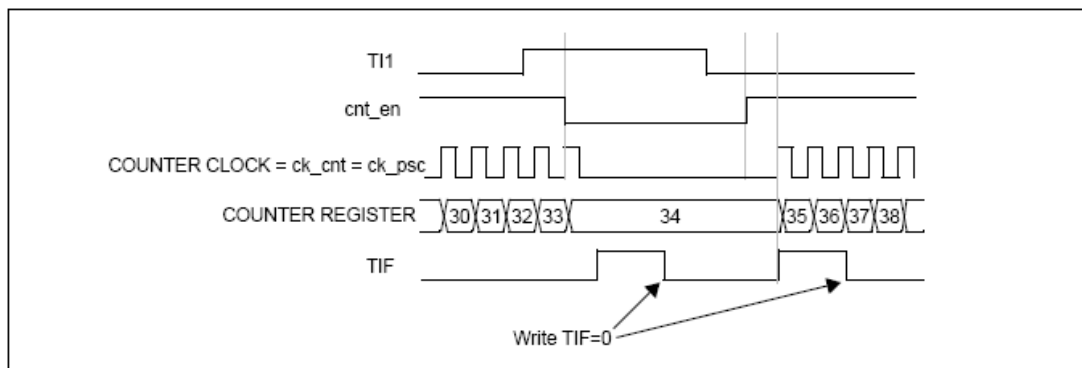 TI1
cnt_en
COUNTER CLOCK = ck_cnt = ck_psc
COUNTER REGISTER 30 31 32 33 34 35 36 37 38
TIF
Write TIF=0